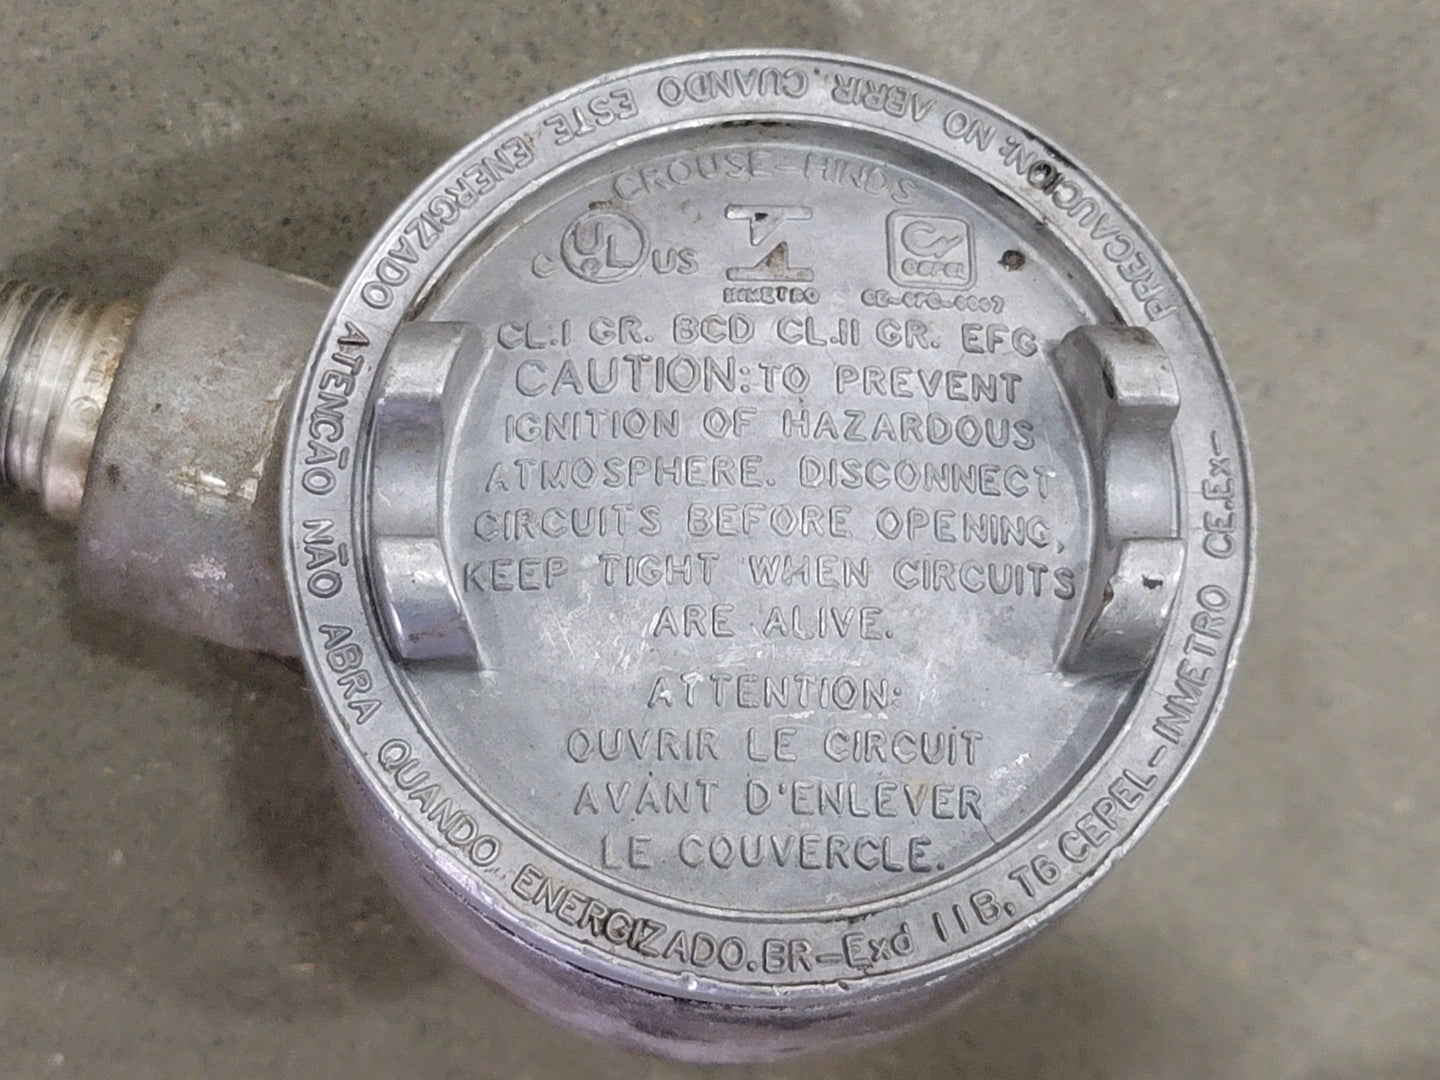 CROUSE-HINDS
C UL US
INMETRO
CEPEL
CL.I GR. BCD CL.II GR. EFG
CAUTION: TO PREVENT
IGNITION OF HAZARDOUS
ATMOSPHERE. DISCONNECT
CIRCUITS BEFORE OPENING,
KEEP TIGHT WHEN CIRCUITS
ARE ALIVE.
ATTENTION:
OUVRIR LE CIRCUIT
AVANT D'ENLEVER
LE COUVERCLE.
PRECAUCION: NO ABRIR CUANDO ESTE ENERGIZADO
ATENCÃO NÃO ABRA QUANDO ENERGIZADO. BR-Exd IIB, T6 CEPEL-INMETRO CE.Ex-